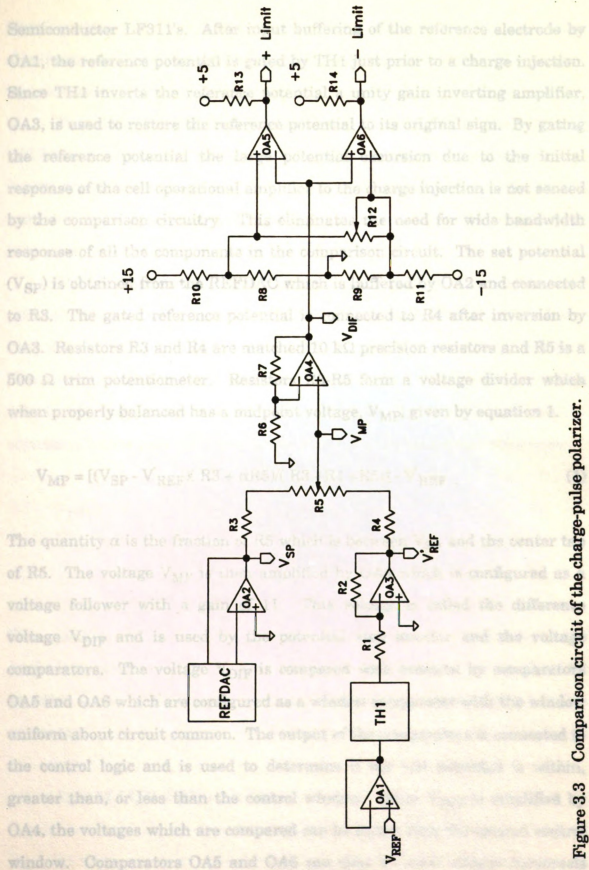 Semiconductor LF311's. After input buffering of the reference electrode by
OA1, the reference potential is gated by TH1 just prior to a charge injection.
Since TH1 inverts the reference potential a unity gain inverting amplifier,
OA3, is used to restore the reference potential to its original sign. By gating
the reference potential the potential excursion due to the initial
response of the cell operational amplifier to the charge injection is not sensed
by the comparison circuitry. This eliminates the need for wide bandwidth
response of all the components in the comparison circuit. The set potential
(VSP) is obtained from the REFDAC which is buffered by OA2 and connected
to R3. The gated reference potential is connected to R4 after inversion by
OA3. Resistors R3 and R4 are matched 10 kΩ precision resistors and R5 is a
500 Ω trim potentiometer. R5 form a voltage divider which
when properly balanced has a midpoint voltage, VMP, given by equation 1.
VMP = [(VSP - V'REF)( R3 + αR5)
The quantity α is the fraction of R5 which is between and the center tap
of R5. The voltage VMP is then amplified by which is configured as a
voltage follower with a gain This is called the difference
voltage VDIF and is used by the potential and the voltage
comparators. The voltage VDIF is compared by comparators
OA5 and OA6 which are configured as a window comparator with the window
uniform about circuit common. The output of the is connected to
the control logic and is used to determine if the is within,
greater than, or less than the control window. amplified by
OA4, the voltages which are compared can be control
window. Comparators OA5 and OA6 can
VREF
OA1
TH1
REFDAC
OA2
VSP
R1
R2
OA3
V'REF
R3
R4
R5
VMP
R6
R7
OA4
VDIF
+15
R10
R8
R9
R11
-15
R12
OA5
OA6
+5
R13
+ Limit
+5
R14
- Limit
Figure 3.3 Comparison circuit of the charge-pulse polarizer.